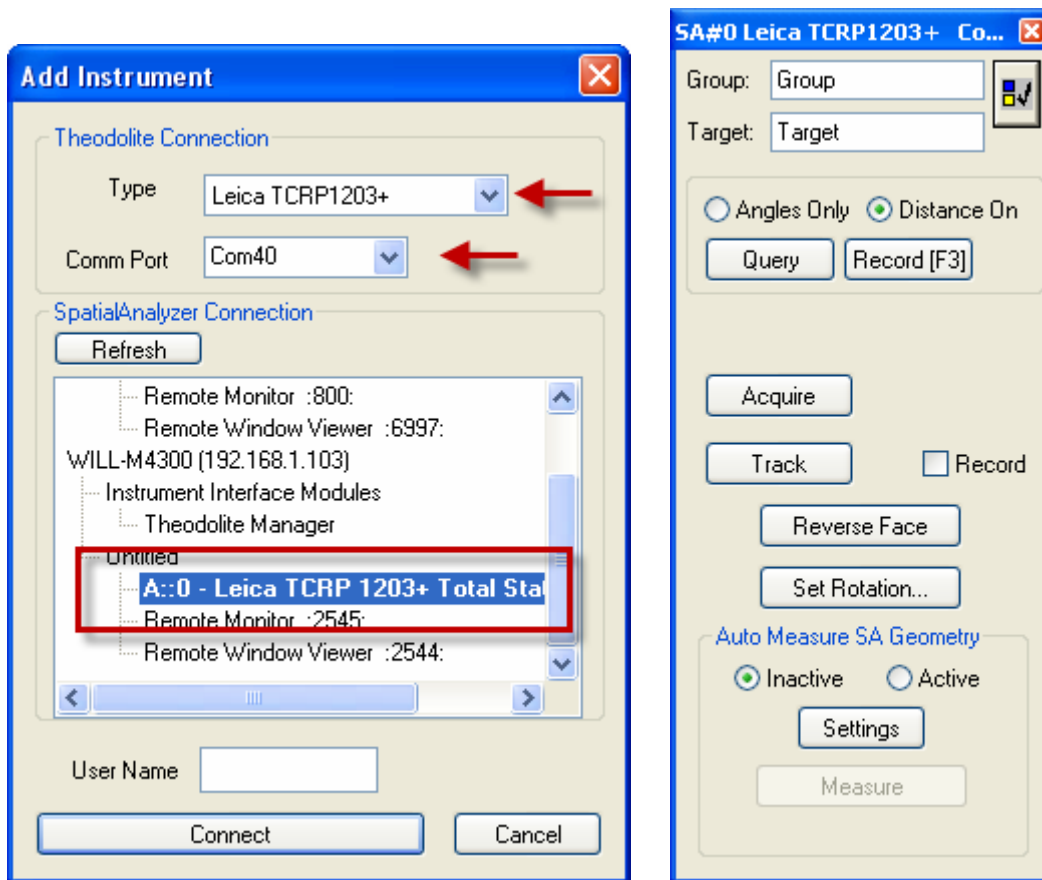 Add Instrument
Theodolite Connection
Type Leica TCRP1203+
Comm Port Com40
SpatialAnalyzer Connection
Refresh
Remote Monitor :800:
Remote Window Viewer :6997:
WILL-M4300 (192.168.1.103)
Instrument Interface Modules
Theodolite Manager
Untitled
A::0 - Leica TCRP 1203+ Total Stat
Remote Monitor :2545:
Remote Window Viewer :2544:
User Name
Connect Cancel
SA#0 Leica TCRP1203+ Co...
Group: Group
Target: Target
Angles Only Distance On
Query Record [F3]
Acquire
Track Record
Reverse Face
Set Rotation...
Auto Measure SA Geometry
Inactive Active
Settings
Measure